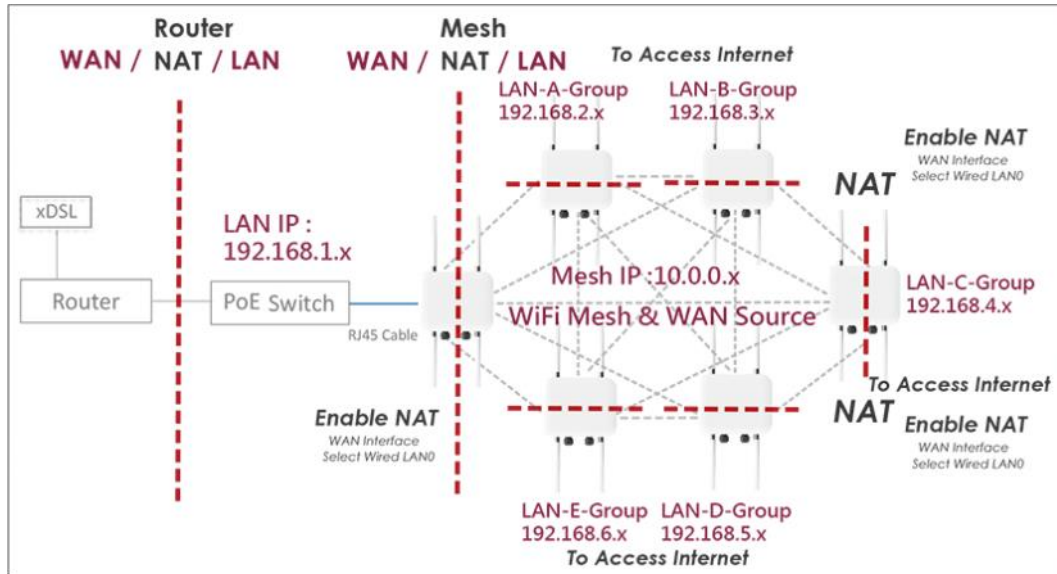 Router
WAN / NAT / LAN
Mesh
WAN / NAT / LAN
To Access Internet
LAN-A-Group
192.168.2.x
LAN-B-Group
192.168.3.x
Enable NAT
WAN Interface
Select Wired LAN0
NAT
xDSL
LAN IP :
192.168.1.x
Router
PoE Switch
RJ45 Cable
Mesh IP :10.0.0.x
WiFi Mesh & WAN Source
LAN-C-Group
192.168.4.x
To Access Internet
NAT
Enable NAT
WAN Interface
Select Wired LAN0
Enable NAT
WAN Interface
Select Wired LAN0
LAN-E-Group
192.168.6.x
LAN-D-Group
192.168.5.x
To Access Internet